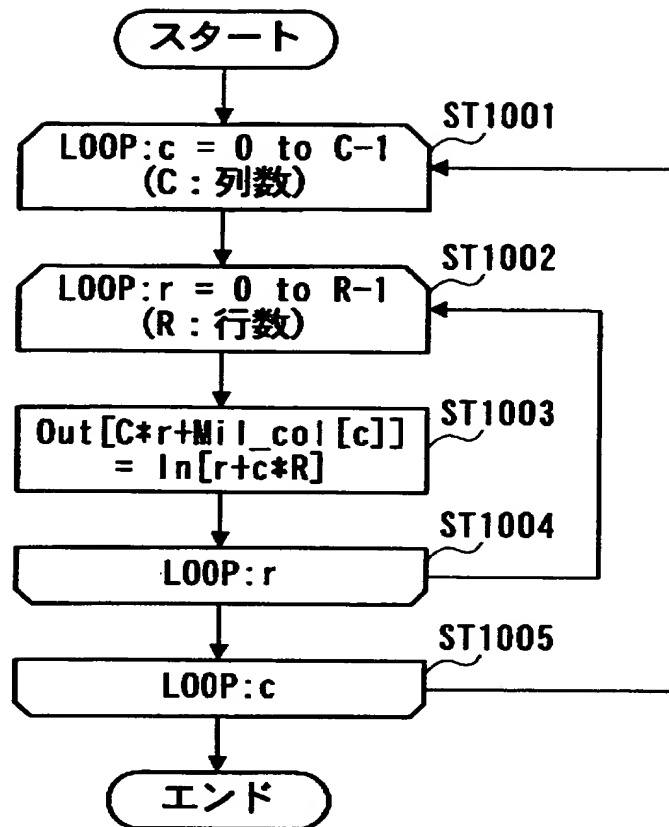 スタート
ST1001
LOOP:c = 0 to C-1
(C:列数)
ST1002
LOOP:r = 0 to R-1
(R:行数)
ST1003
Out[C*r+Mil_col[c]]
= In[r+c*R]
ST1004
LOOP:r
ST1005
LOOP:c
エンド